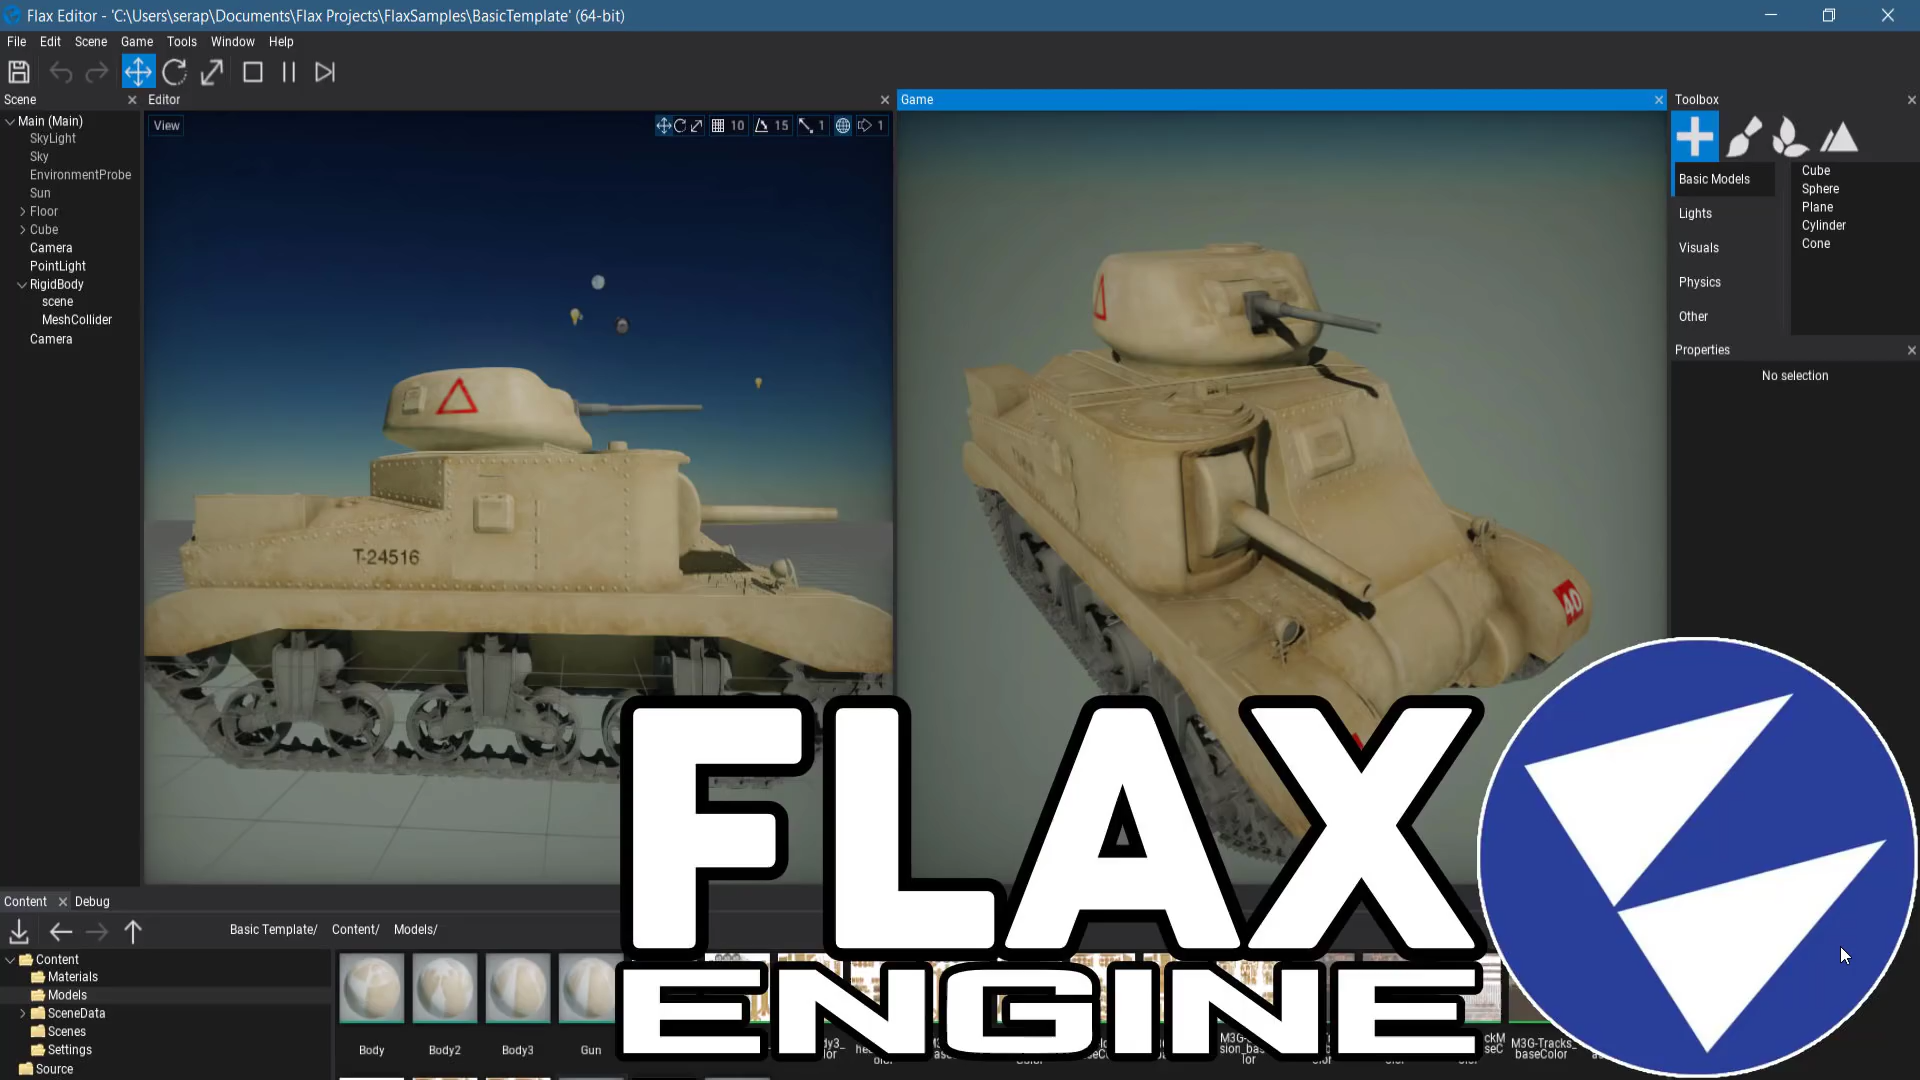 Flax Editor - 'C:\Users\serap\Documents\Flax Projects\FlaxSamples\BasicTemplate' (64-bit)
File Edit Scene Game Tools Window Help
Scene
Main (Main)
SkyLight
Sky
EnvironmentProbe
Sun
Floor
Cube
Camera
PointLight
RigidBody
scene
MeshCollider
Camera
Editor
View
10 15 1 1
T-24516
Game
40
Toolbox
Basic Models
Lights
Visuals
Physics
Other
Cube
Sphere
Plane
Cylinder
Cone
Properties
No selection
FLAX
ENGINE
Content Debug
Basic Template/ Content/ Models/
Content
Materials
Models
SceneData
Scenes
Settings
Source
Body Body2 Body3 Gun
M3G-Tracks_
baseColor